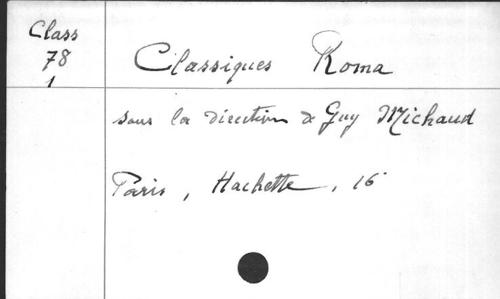 Class
78
1
Classiques Roma
sous la direction de Guy Michaud
Paris, Hachette, 16